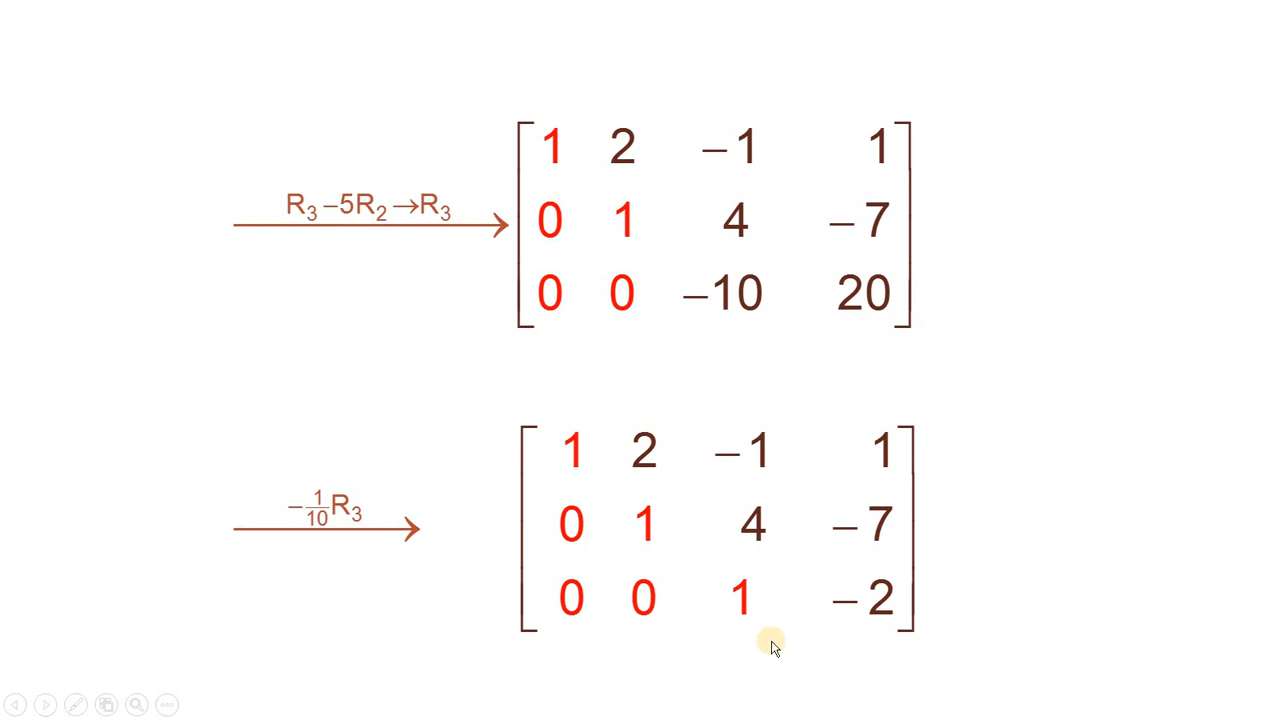 1 2 –1 1
R₃ –5R₂ →R₃
0 1 4 –7
0 0 –10 20
1 2 –1 1
–1/10 R₃
0 1 4 –7
0 0 1 –2